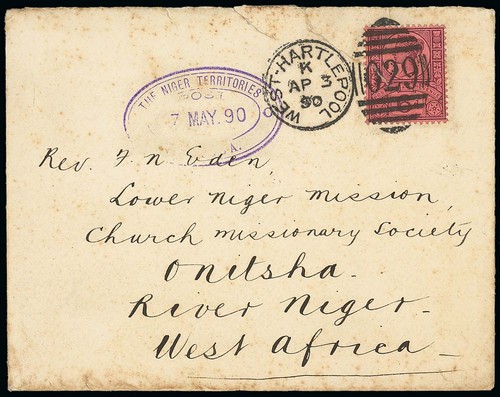 THE NIGER TERRITORIES
POST
7 MAY. 90
A.
WEST-HARTLEPOOL
K
AP 3
90
029
Rev. F N Eden,
Lower Niger Mission,
Church Missionary Society
Onitsha.
River Niger.
West Africa